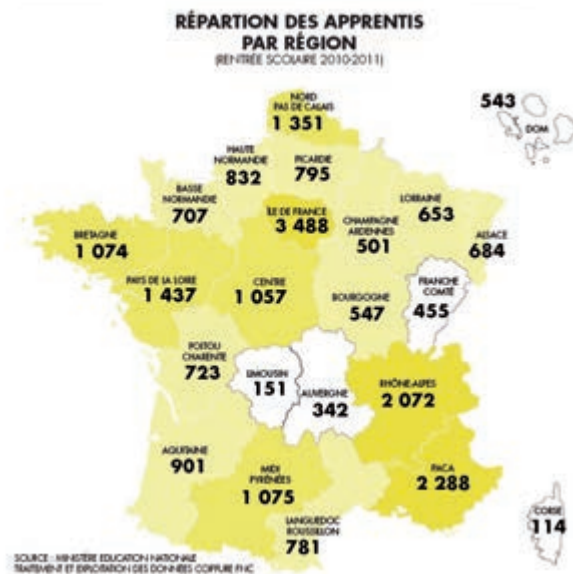 RÉPARTION DES APPRENTIS
PAR RÉGION
(RENTRÉE SCOLAIRE 2010-2011)
NORD
PAS DE CALAIS
1 351
543
DOM
HAUTE
NORMANDIE
832
PICARDIE
795
BASSE
NORMANDIE
707
ÎLE DE FRANCE
3 488
CHAMPAGNE
ARDENNES
501
LORRAINE
653
ALSACE
684
BRETAGNE
1 074
PAYS DE LA LOIRE
1 437
CENTRE
1 057
BOURGOGNE
547
FRANCHE
COMTÉ
455
POITOU
CHARENTE
723
LIMOUSIN
151
AUVERGNE
342
RHÔNE-ALPES
2 072
AQUITAINE
901
MIDI
PYRÉNÉES
1 075
PACA
2 288
LANGUEDOC
ROUSSILLON
781
CORSE
114
SOURCE : MINISTÈRE EDUCATION NATIONALE
TRAITEMENT ET EXPLOITATION DES DONNÉES COIFFURE FNC